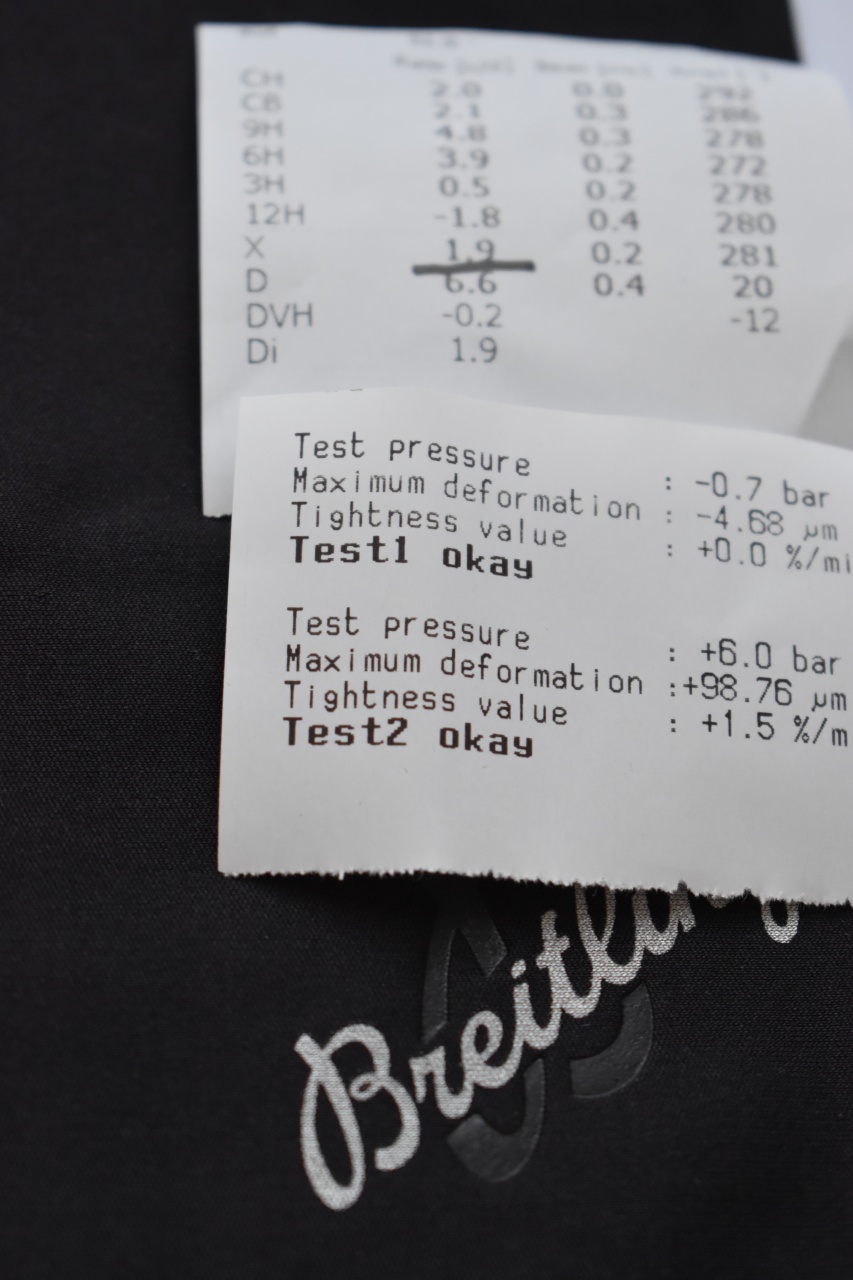 CH 2.0 0.0 292
CB 2.1 0.3 286
9H 4.8 0.3 278
6H 3.9 0.2 272
3H 0.5 0.2 278
12H -1.8 0.4 280
X 1.9 0.2 281
D 6.6 0.4 20
DVH -0.2 -12
Di 1.9
Test pressure : -0.7 bar
Maximum deformation : -4.68 µm
Tightness value : +0.0 %/mi
Test1 okay
Test pressure : +6.0 bar
Maximum deformation :+98.76 µm
Tightness value : +1.5 %/m
Test2 okay
Breitling